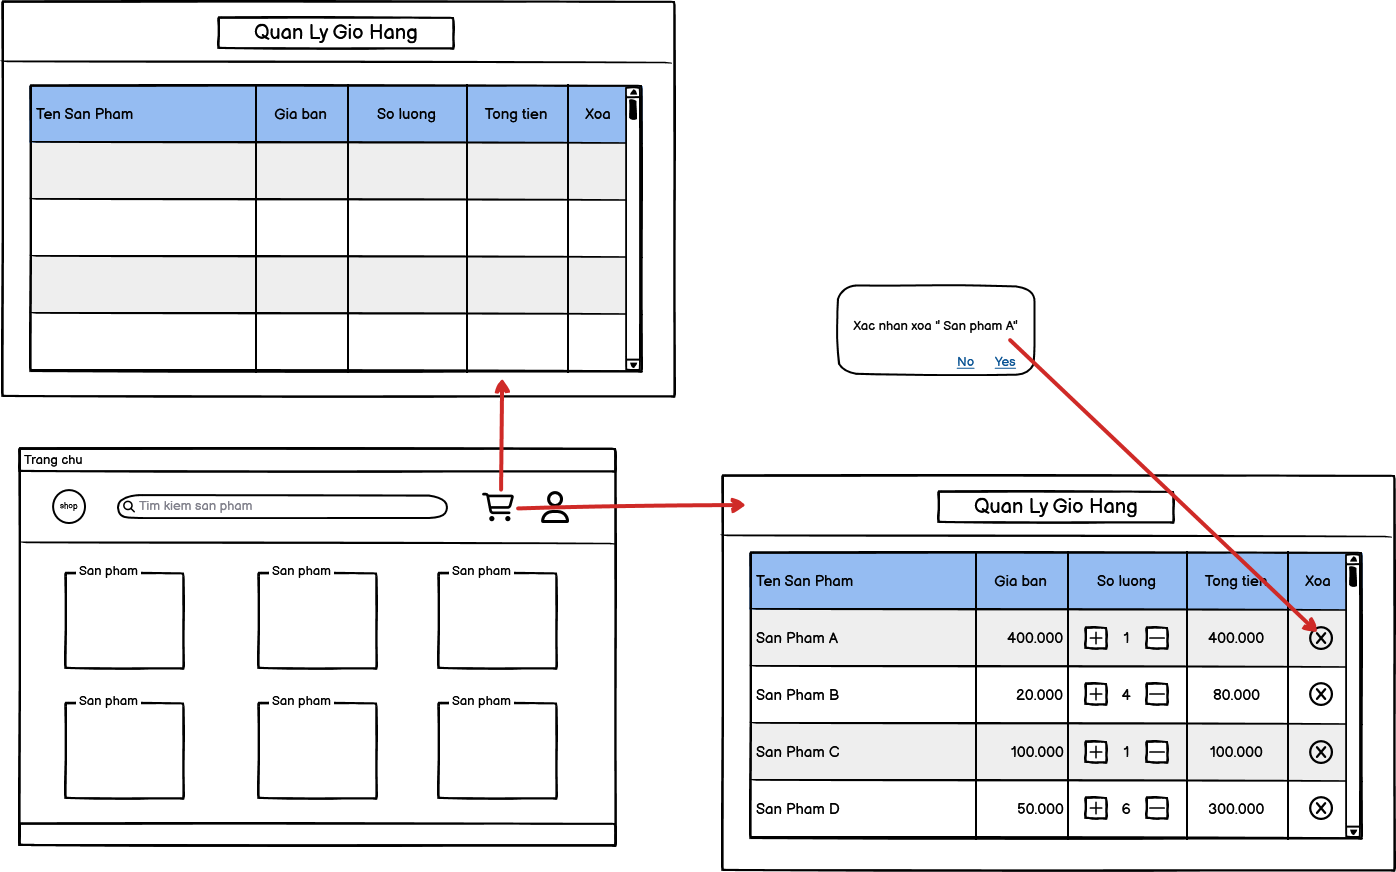 Quan Ly Gio Hang
Ten San Pham Gia ban So luong Tong tien Xoa
Xac nhan xoa " San pham A"
No Yes
Trang chu
shop Tim kiem san pham
San pham San pham San pham
San pham San pham San pham
Quan Ly Gio Hang
Ten San Pham Gia ban So luong Tong tien Xoa
San Pham A 400.000 1 400.000
San Pham B 20.000 4 80.000
San Pham C 100.000 1 100.000
San Pham D 50.000 6 300.000